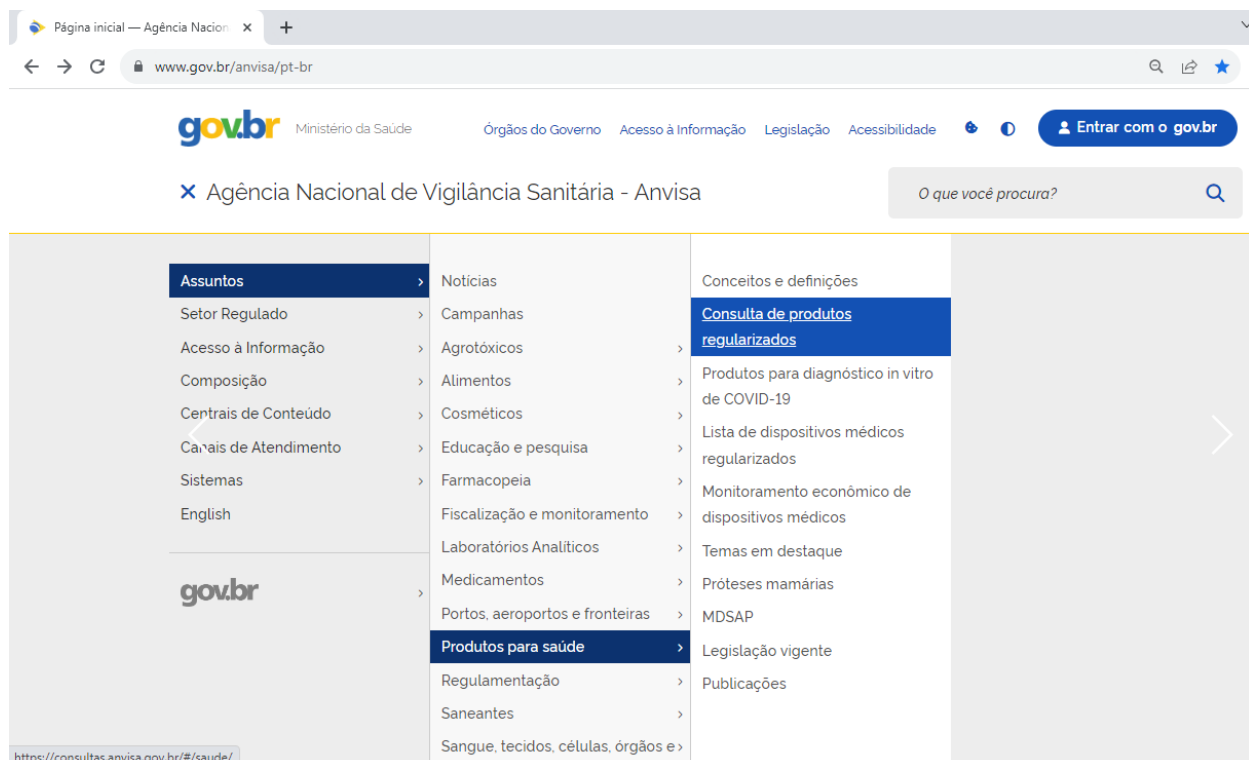 Página inicial — Agência Nacion
www.gov.br/anvisa/pt-br
gov.br Ministério da Saúde Órgãos do Governo Acesso à Informação Legislação Acessibilidade Entrar com o gov.br
Agência Nacional de Vigilância Sanitária - Anvisa O que você procura?
Assuntos
Setor Regulado
Acesso à Informação
Composição
Centrais de Conteúdo
Canais de Atendimento
Sistemas
English
gov.br
Notícias
Campanhas
Agrotóxicos
Alimentos
Cosméticos
Educação e pesquisa
Farmacopeia
Fiscalização e monitoramento
Laboratórios Analíticos
Medicamentos
Portos, aeroportos e fronteiras
Produtos para saúde
Regulamentação
Saneantes
Sangue, tecidos, células, órgãos e
Conceitos e definições
Consulta de produtos
regularizados
Produtos para diagnóstico in vitro
de COVID-19
Lista de dispositivos médicos
regularizados
Monitoramento econômico de
dispositivos médicos
Temas em destaque
Próteses mamárias
MDSAP
Legislação vigente
Publicações
https://consultas.anvisa.gov.br/#/saude/